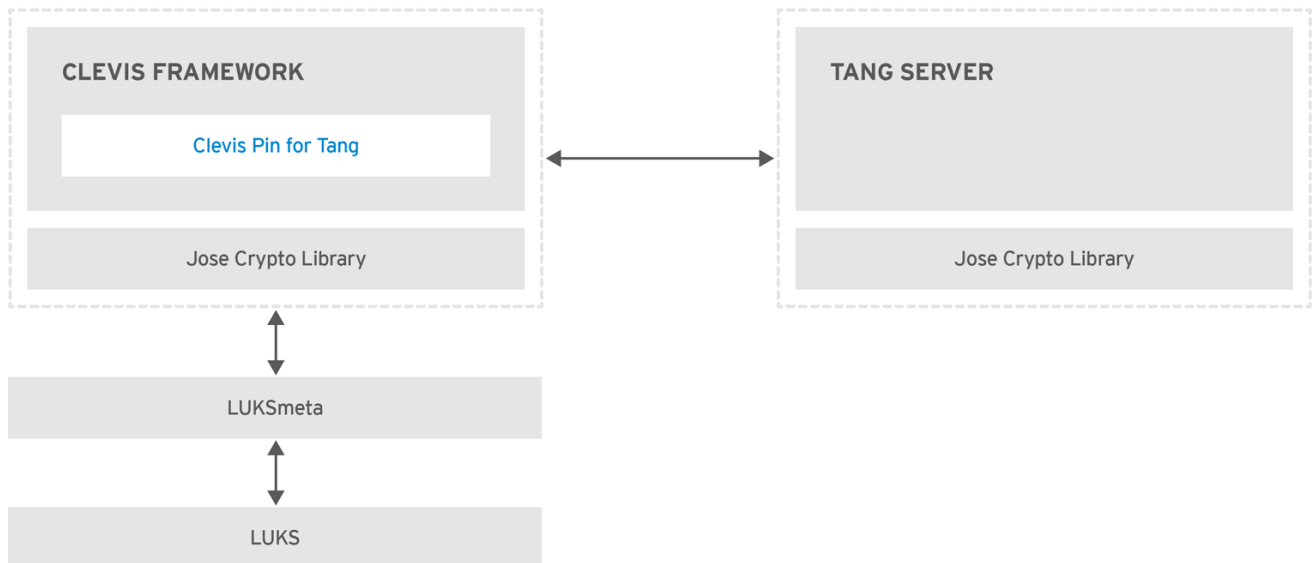 CLEVIS FRAMEWORK
Clevis Pin for Tang
Jose Crypto Library
TANG SERVER
Jose Crypto Library
LUKSmeta
LUKS